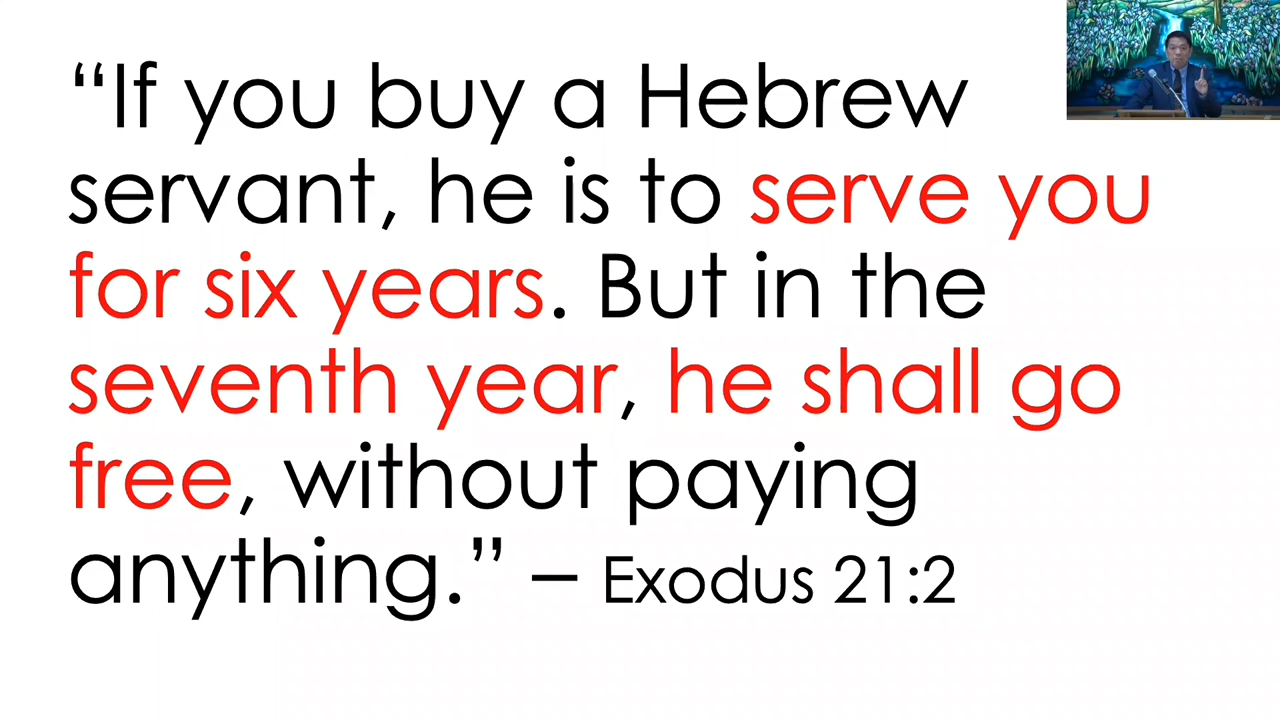 “If you buy a Hebrew
servant, he is to serve you
for six years. But in the
seventh year, he shall go
free, without paying
anything.” – Exodus 21:2